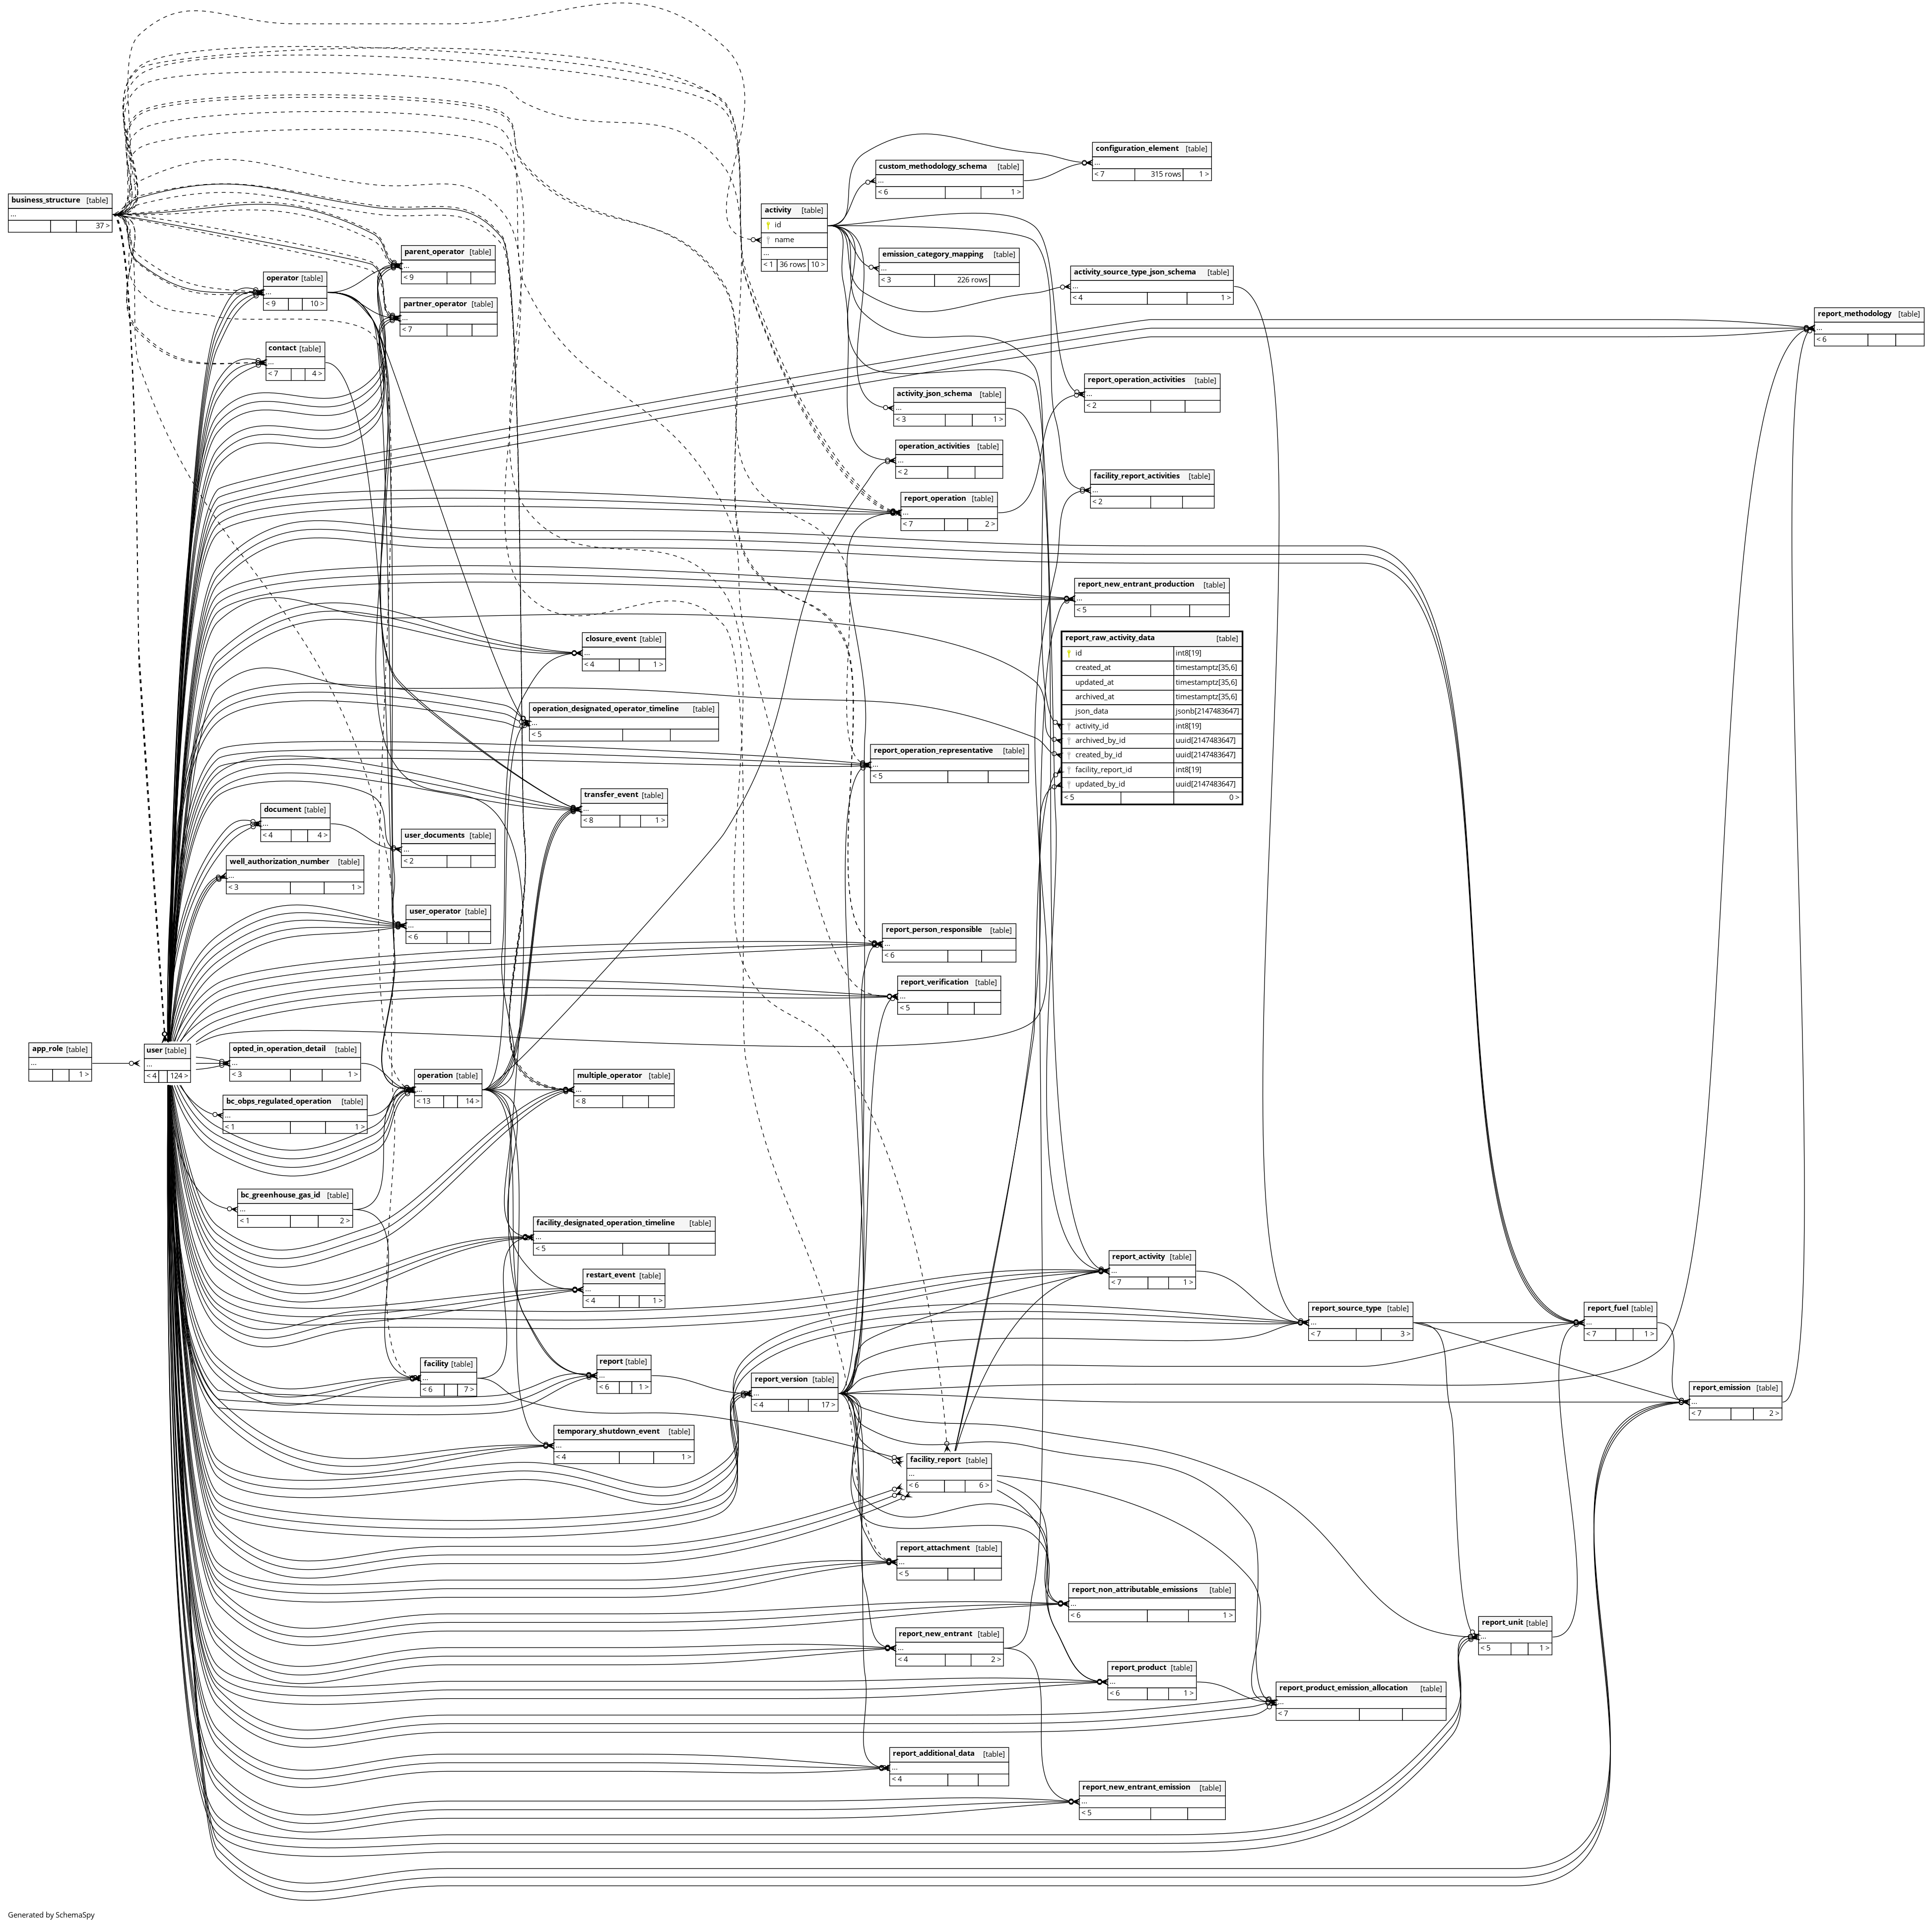 configuration_element [table]
...
< 7 315 rows 1 >
custom_methodology_schema [table]
...
< 6 1 >
business_structure [table]
...
37 >
activity [table]
id
name
...
< 1 36 rows 10 >
parent_operator [table]
...
< 9
emission_category_mapping [table]
...
< 3 226 rows
activity_source_type_json_schema [table]
...
< 4 1 >
operator [table]
...
< 9 10 >
partner_operator [table]
...
< 7
report_methodology [table]
...
< 6
contact [table]
...
< 7 4 >
report_operation_activities [table]
...
< 2
activity_json_schema [table]
...
< 3 1 >
operation_activities [table]
...
< 2
facility_report_activities [table]
...
< 2
report_operation [table]
...
< 7 2 >
report_new_entrant_production [table]
...
< 5
report_raw_activity_data [table]
id int8[19]
created_at timestamptz[35,6]
updated_at timestamptz[35,6]
archived_at timestamptz[35,6]
json_data jsonb[2147483647]
activity_id int8[19]
archived_by_id uuid[2147483647]
created_by_id uuid[2147483647]
facility_report_id int8[19]
updated_by_id uuid[2147483647]
< 5 0 >
closure_event [table]
...
< 4 1 >
operation_designated_operator_timeline [table]
...
< 5
report_operation_representative [table]
...
< 5
transfer_event [table]
...
< 8 1 >
document [table]
...
< 4 4 >
user_documents [table]
...
< 2
well_authorization_number [table]
...
< 3 1 >
user_operator [table]
...
< 6
report_person_responsible [table]
...
< 6
report_verification [table]
...
< 5
app_role [table]
...
1 >
user [table]
...
< 4 124 >
opted_in_operation_detail [table]
...
< 3 1 >
operation [table]
...
< 13 14 >
multiple_operator [table]
...
< 8
bc_obps_regulated_operation [table]
...
< 1 1 >
bc_greenhouse_gas_id [table]
...
< 1 2 >
facility_designated_operation_timeline [table]
...
< 5
report_activity [table]
...
< 7 1 >
restart_event [table]
...
< 4 1 >
report_source_type [table]
...
< 7 3 >
report_fuel [table]
...
< 7 1 >
facility [table]
...
< 6 7 >
report [table]
...
< 6 1 >
report_version [table]
...
< 4 17 >
report_emission [table]
...
< 7 2 >
temporary_shutdown_event [table]
...
< 4 1 >
facility_report [table]
...
< 6 6 >
report_attachment [table]
...
< 5
report_non_attributable_emissions [table]
...
< 6 1 >
report_unit [table]
...
< 5 1 >
report_new_entrant [table]
...
< 4 2 >
report_product [table]
...
< 6 1 >
report_product_emission_allocation [table]
...
< 7
report_additional_data [table]
...
< 4
report_new_entrant_emission [table]
...
< 5
Generated by SchemaSpy